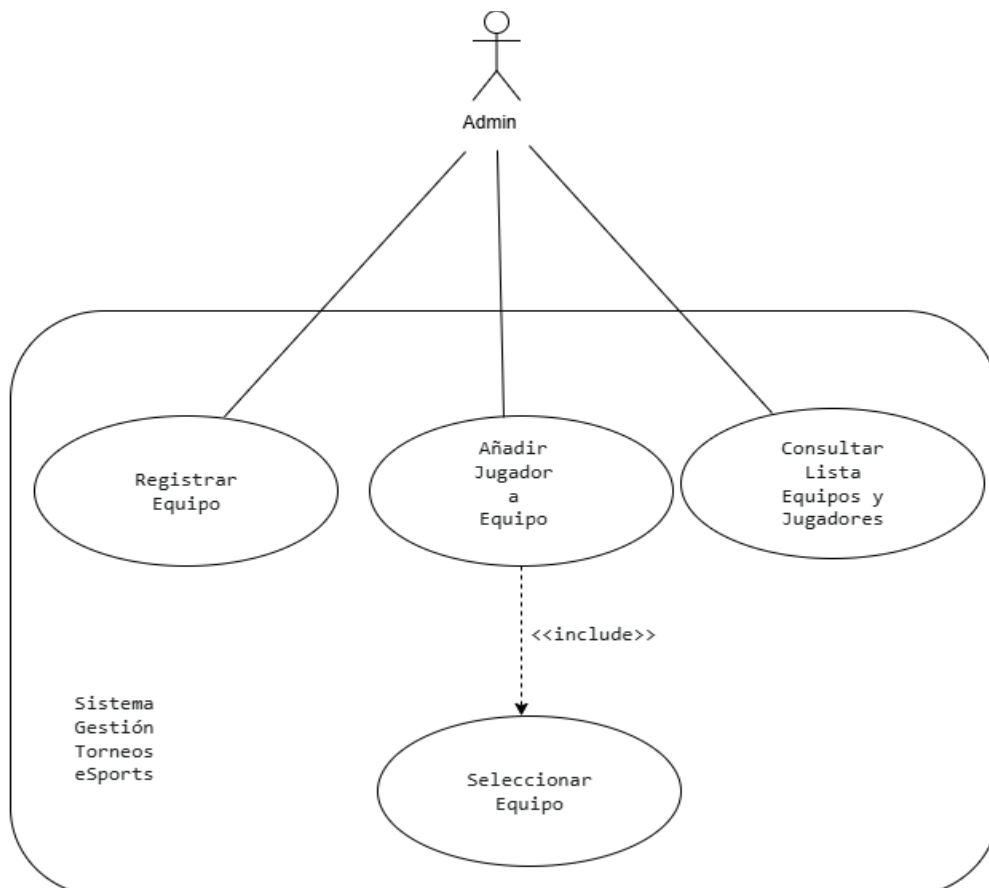 Admin
Registrar
Equipo
Añadir
Jugador
a
Equipo
Consultar
Lista
Equipos y
Jugadores
<<include>>
Sistema
Gestión
Torneos
eSports
Seleccionar
Equipo